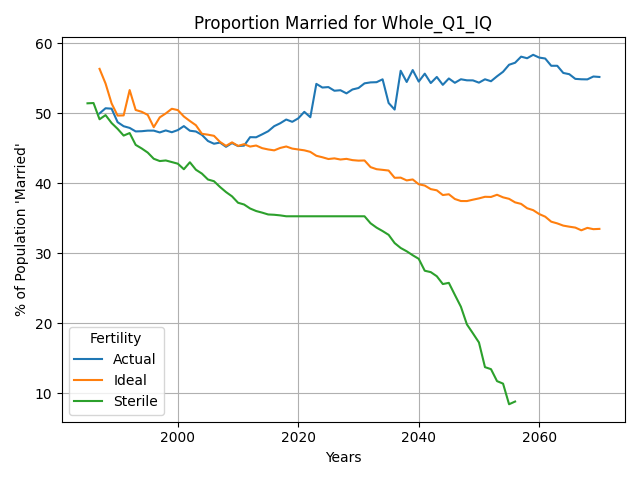 Proportion Married for Whole_Q1_IQ
% of Population 'Married'
60
50
40
30
20
10
Fertility
Actual
Ideal
Sterile
2000 2020 2040 2060
Years